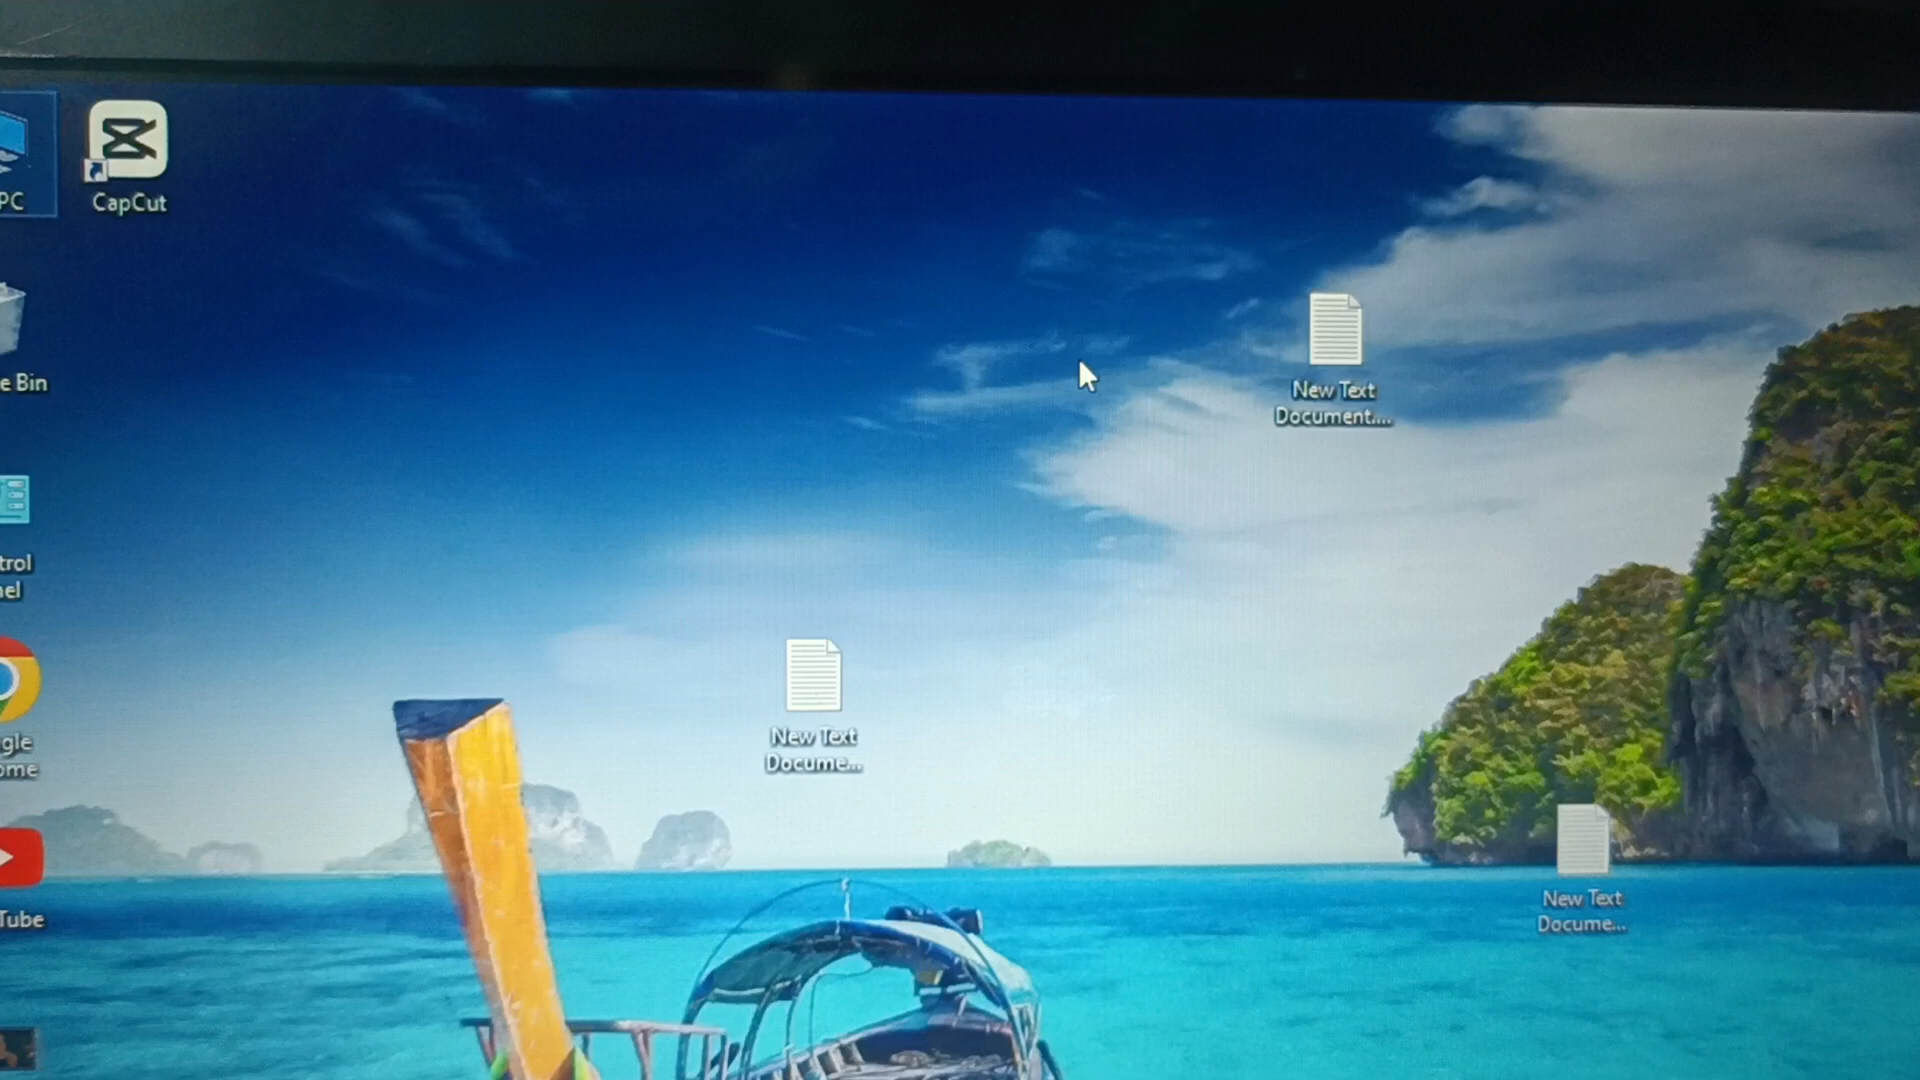 PC
CapCut
e Bin
New Text
Document....
trol
nel
New Text
Docume...
gle
ome
New Text
Docume...
Tube